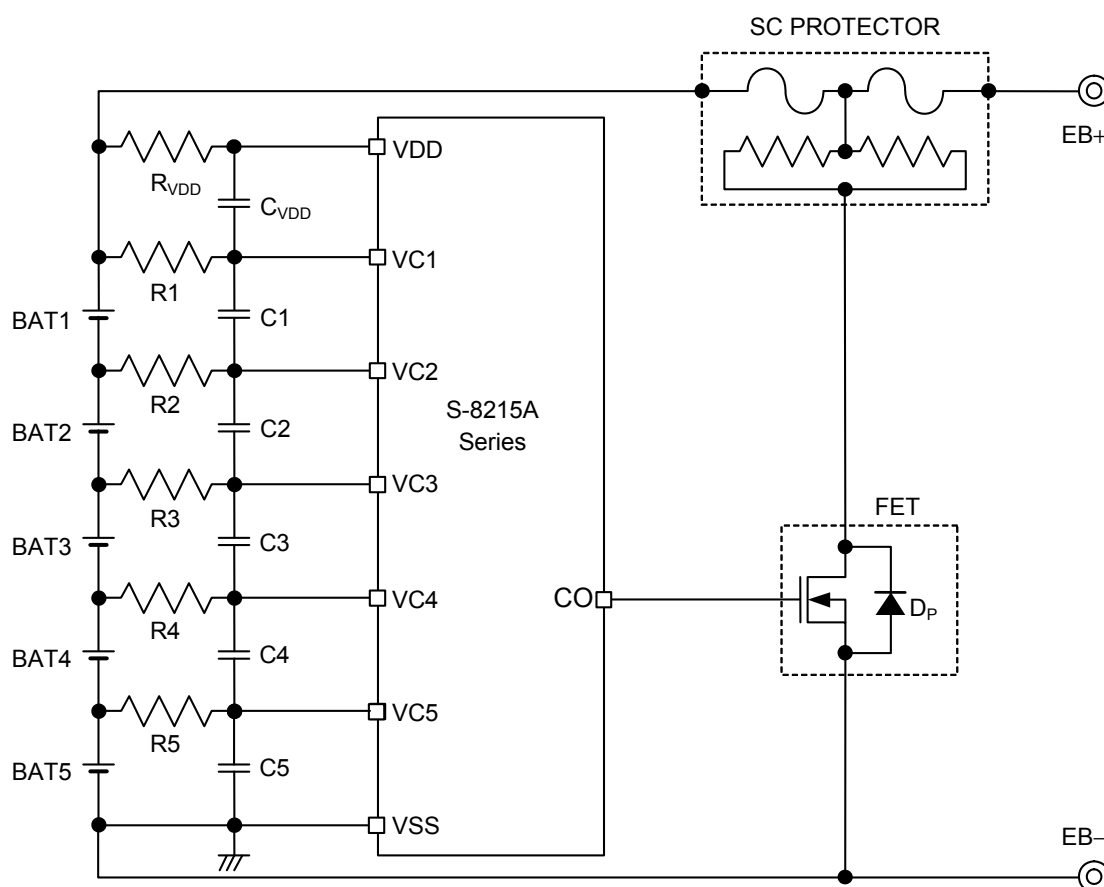 SC PROTECTOR
EB+
VDD
RVDD
CVDD
VC1
R1
BAT1
C1
VC2
R2
S-8215A
Series
BAT2
C2
VC3
R3
FET
BAT3
C3
VC4
CO
DP
R4
BAT4
C4
VC5
R5
BAT5
C5
VSS
EB−